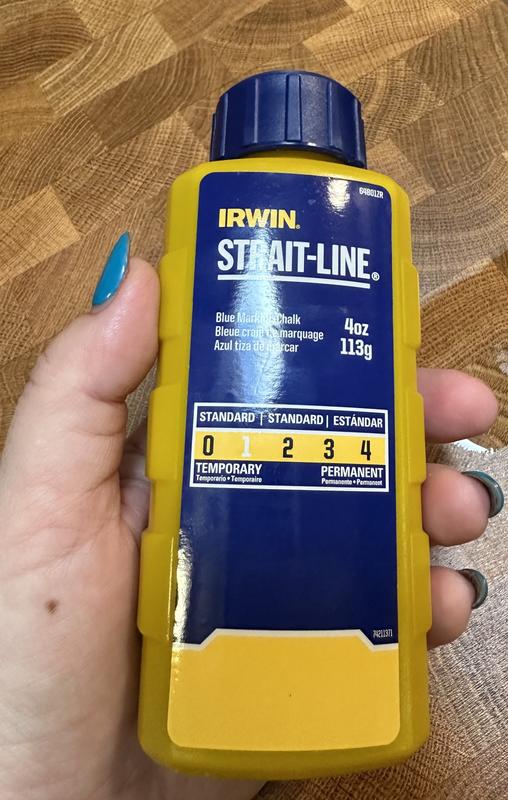 64801ZR
IRWIN®
STRAIT-LINE®
Blue Marking Chalk
Bleue craie de marquage
Azul tiza de marcar
4oz
113g
STANDARD | STANDARD | ESTÁNDAR
0 1 2 3 4
TEMPORARY PERMANENT
Temporario • Temporaire Permanente • Permanent
74211371